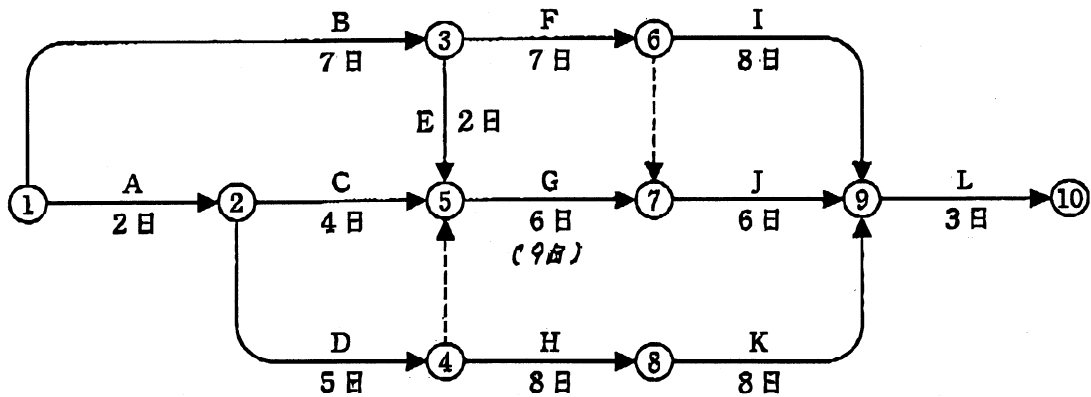 B F I
③ ⑥
7日 7日 8日
E 2日
A C G J L
① ② ⑤ ⑦ ⑨ ⑩
2日 4日 6日 6日 3日
(9日)
D H K
④ ⑧
5日 8日 8日